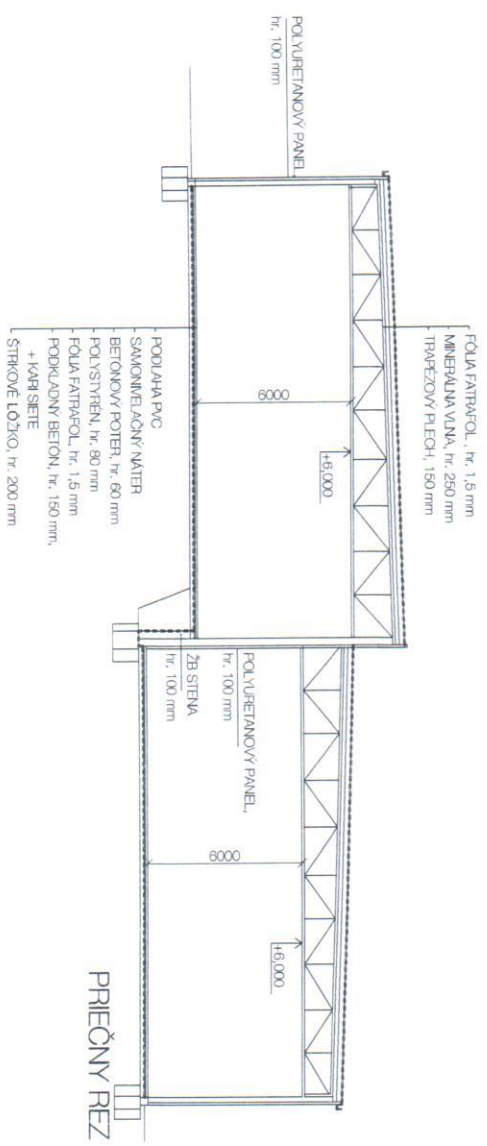 POLYURETANOVÝ PANEL
hr. 100 mm
FÓLIA FATRAFOL , hr. 1,5 mm
MINERÁLNA VLNA, hr. 250 mm
TRAPÉZOVÝ PLECH, 150 mm
6000
+6,000
PODLAHA PVC
SAMONIVELAČNÝ NÁTER
BETÓNOVÝ POTER, hr. 60 mm
POLYSTYRÉN, hr. 80 mm
FÓLIA FATRAFOL, hr. 1,5 mm
PODKLADNÝ BETÓN, hr. 150 mm,
+ KARI SIETE
ŠTRKOVÉ LÔŽKO, hr. 200 mm
POLYURETANOVÝ PANEL,
hr. 100 mm
ŽB STENA
hr. 100 mm
6000
+6,000
PRIEČNY REZ